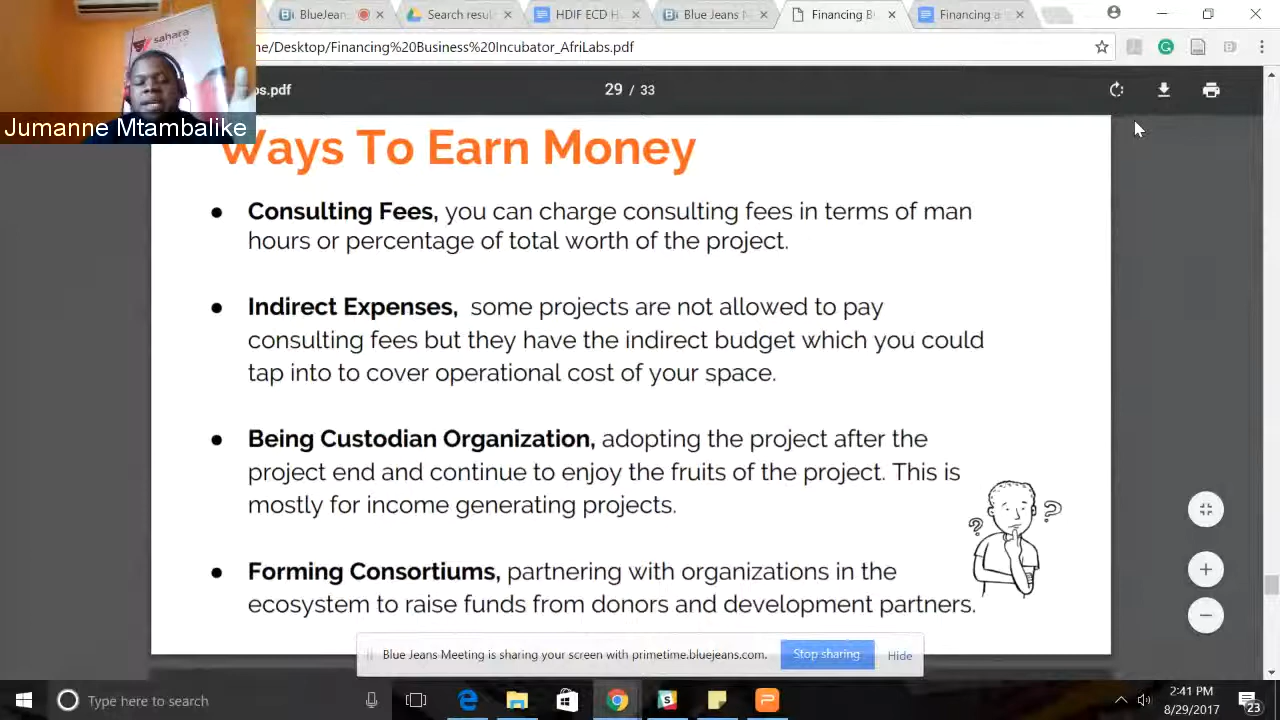 BlueJeans
Search resul
HDIF ECD H
Blue Jeans M
Financing B
Financing a
me/Desktop/Financing%20Business%20Incubator_AfriLabs.pdf
sahara
Jumanne Mtambalike
bs.pdf
29 / 33
Ways To Earn Money
● Consulting Fees, you can charge consulting fees in terms of man
hours or percentage of total worth of the project.
● Indirect Expenses, some projects are not allowed to pay
consulting fees but they have the indirect budget which you could
tap into to cover operational cost of your space.
● Being Custodian Organization, adopting the project after the
project end and continue to enjoy the fruits of the project. This is
mostly for income generating projects.
● Forming Consortiums, partnering with organizations in the
ecosystem to raise funds from donors and development partners.
Blue Jeans Meeting is sharing your screen with primetime.bluejeans.com.
Stop sharing
Hide
Type here to search
2:41 PM
8/29/2017
23